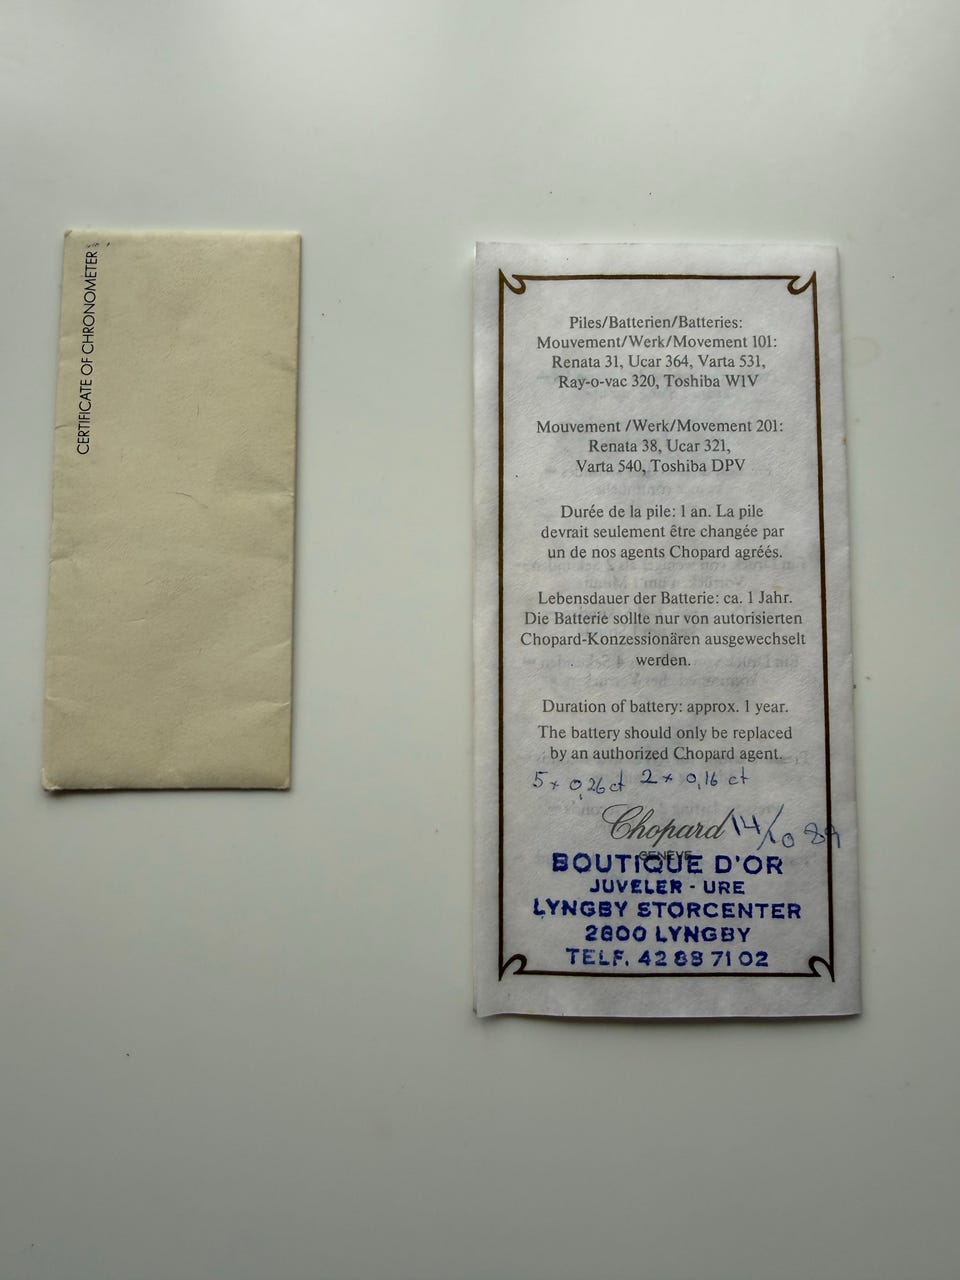 CERTIFICATE OF CHRONOMETER
Piles/Batterien/Batteries:
Mouvement/Werk/Movement 101:
Renata 31, Ucar 364, Varta 531,
Ray-o-vac 320, Toshiba W1V
Mouvement /Werk/Movement 201:
Renata 38, Ucar 321,
Varta 540, Toshiba DPV
Durée de la pile: 1 an. La pile
devrait seulement être changée par
un de nos agents Chopard agréés.
Lebensdauer der Batterie: ca. 1 Jahr.
Die Batterie sollte nur von autorisierten
Chopard-Konzessionären ausgewechselt
werden.
Duration of battery: approx. 1 year.
The battery should only be replaced
by an authorized Chopard agent.
5 x 0,26 ct 2 x 0,16 ct
Chopard 14/10 89
GENÈVE
BOUTIQUE D'OR
JUVELER - URE
LYNGBY STORCENTER
2800 LYNGBY
TELF. 42 88 71 02